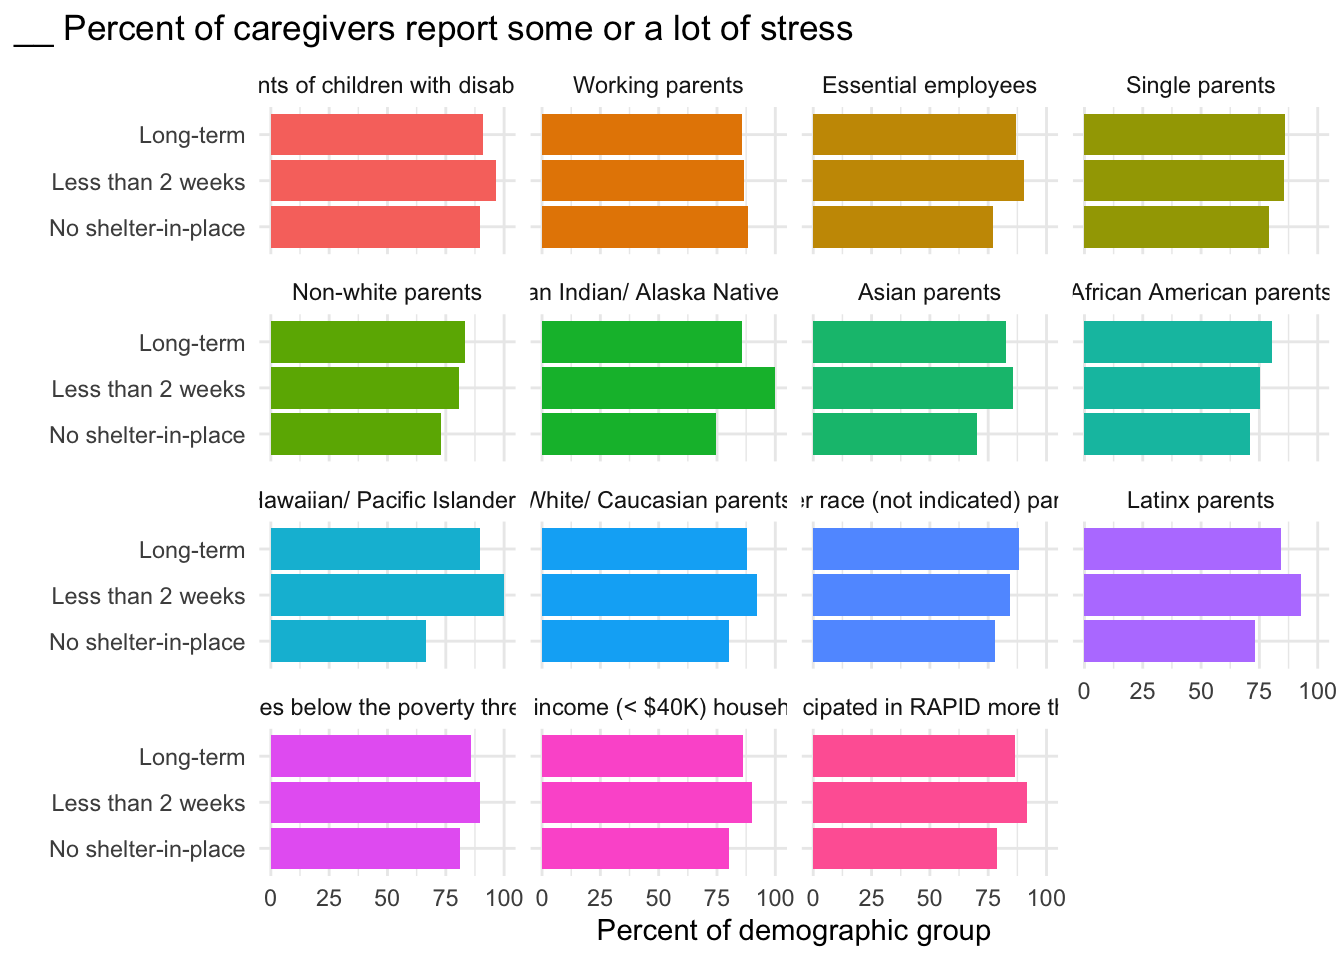 __ Percent of caregivers report some or a lot of stress
nts of children with disab
Working parents
Essential employees
Single parents
Long-term
Less than 2 weeks
No shelter-in-place
Non-white parents
an Indian/ Alaska Native
Asian parents
African American parents
Long-term
Less than 2 weeks
No shelter-in-place
Hawaiian/ Pacific Islander
White/ Caucasian parents
er race (not indicated) par
Latinx parents
Long-term
Less than 2 weeks
No shelter-in-place
0 25 50 75 100
es below the poverty thre
income (< $40K) househ
cipated in RAPID more th
Long-term
Less than 2 weeks
No shelter-in-place
0 25 50 75 100
0 25 50 75 100
0 25 50 75 100
Percent of demographic group